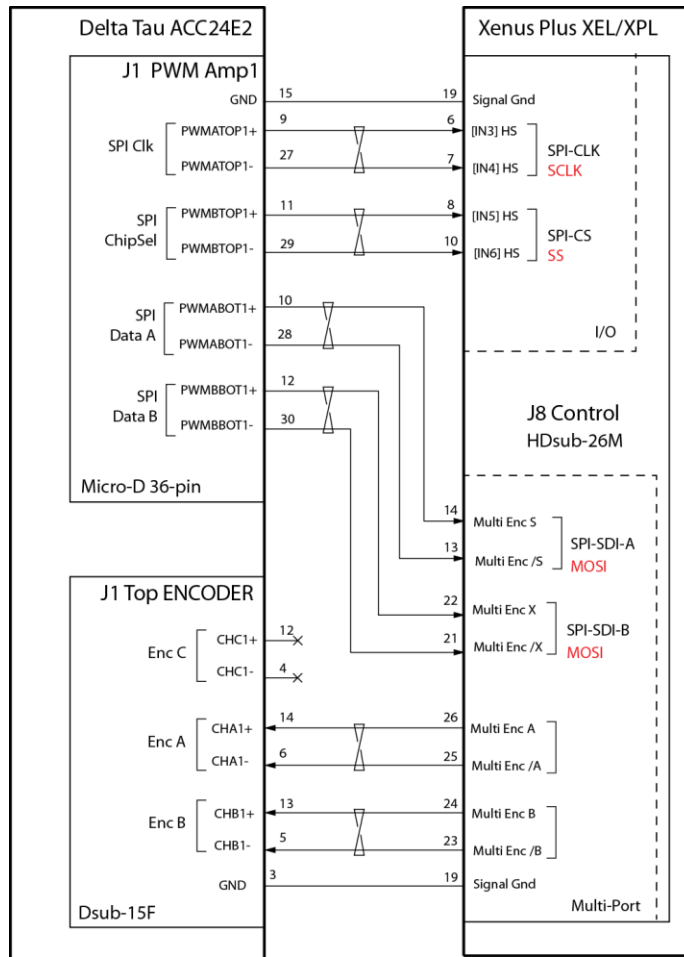 Delta Tau ACC24E2
Xenus Plus XEL/XPL
J1 PWM Amp1
GND 15 19 Signal Gnd
SPI Clk
PWMATOP1+ 9 6 [IN3] HS
PWMATOP1- 27 7 [IN4] HS
SPI-CLK
SCLK
SPI
ChipSel
PWMBTOP1+ 11 8 [IN5] HS
PWMBTOP1- 29 10 [IN6] HS
SPI-CS
SS
I/O
SPI
Data A
PWMABOT1+ 10
PWMABOT1- 28
SPI
Data B
PWMBBOT1+ 12
PWMBBOT1- 30
Micro-D 36-pin
J8 Control
HDsub-26M
14 Multi Enc S
13 Multi Enc /S
SPI-SDI-A
MOSI
22 Multi Enc X
21 Multi Enc /X
SPI-SDI-B
MOSI
J1 Top ENCODER
Enc C
CHC1+ 12
CHC1- 4
Enc A
CHA1+ 14 26 Multi Enc A
CHA1- 6 25 Multi Enc /A
Enc B
CHB1+ 13 24 Multi Enc B
CHB1- 5 23 Multi Enc /B
GND 3 19 Signal Gnd
Dsub-15F
Multi-Port